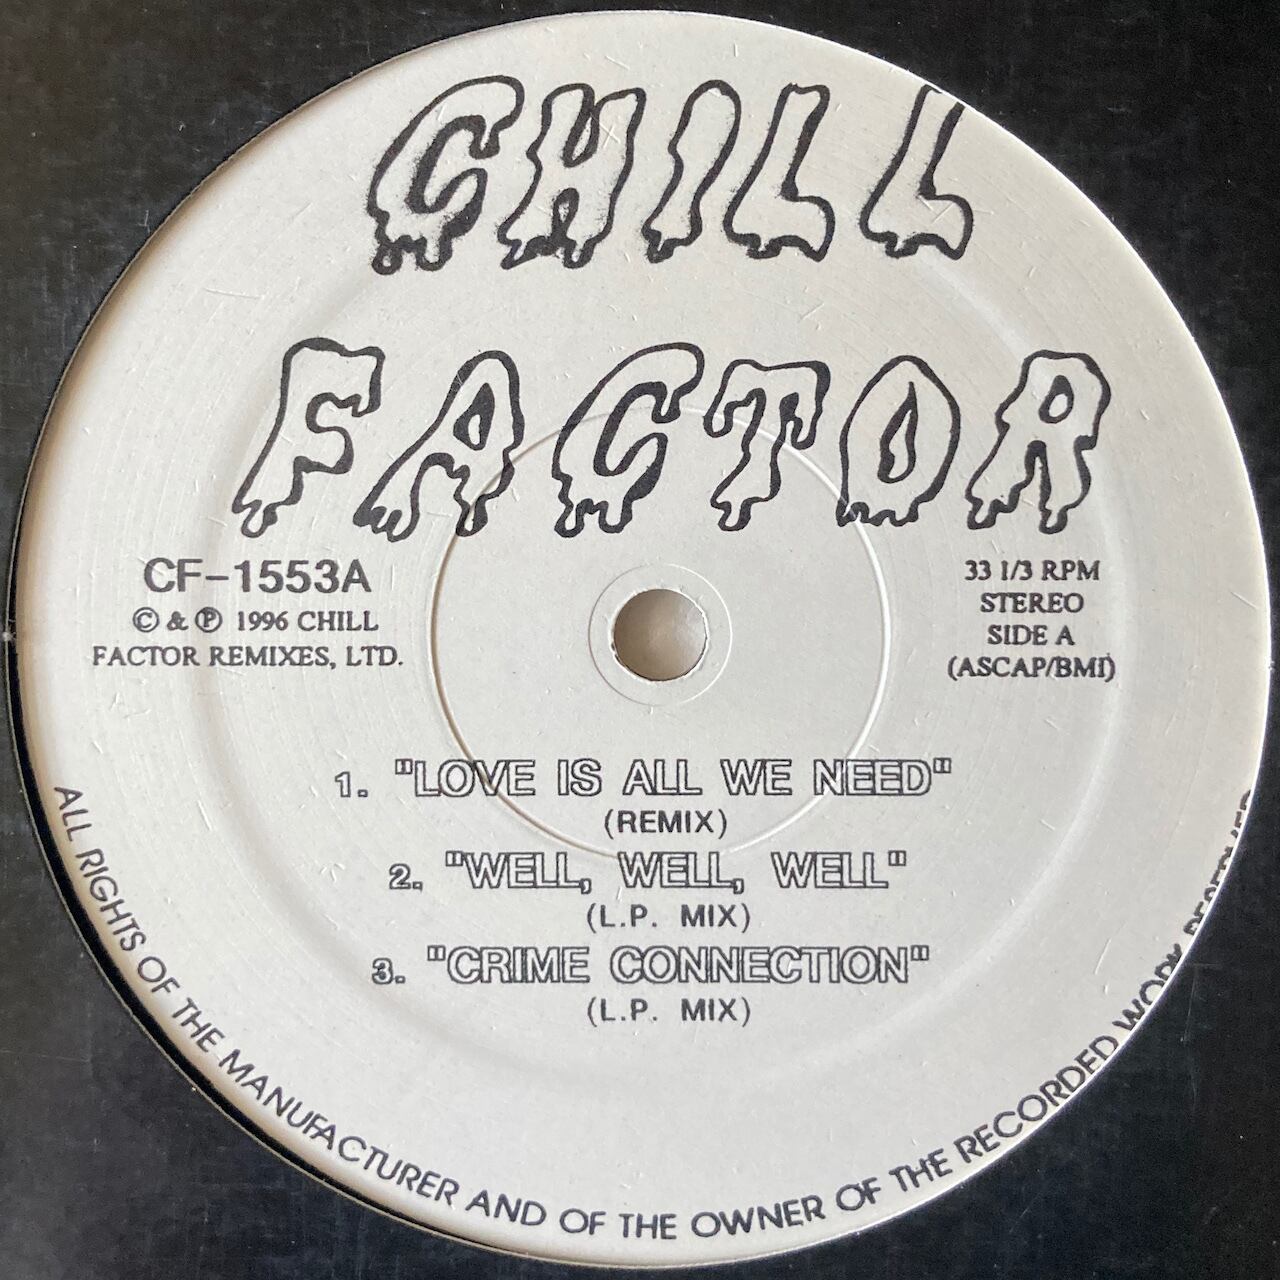 CHILL
FACTOR
CF-1553A
© & ℗ 1996 CHILL
FACTOR REMIXES, LTD.
33 1/3 RPM
STEREO
SIDE A
(ASCAP/BMI)
1. "LOVE IS ALL WE NEED"
(REMIX)
2. "WELL, WELL, WELL"
(L.P. MIX)
3. "CRIME CONNECTION"
(L.P. MIX)
ALL RIGHTS OF THE MANUFACTURER AND OF THE OWNER OF THE RECORDED WORK RESERVED